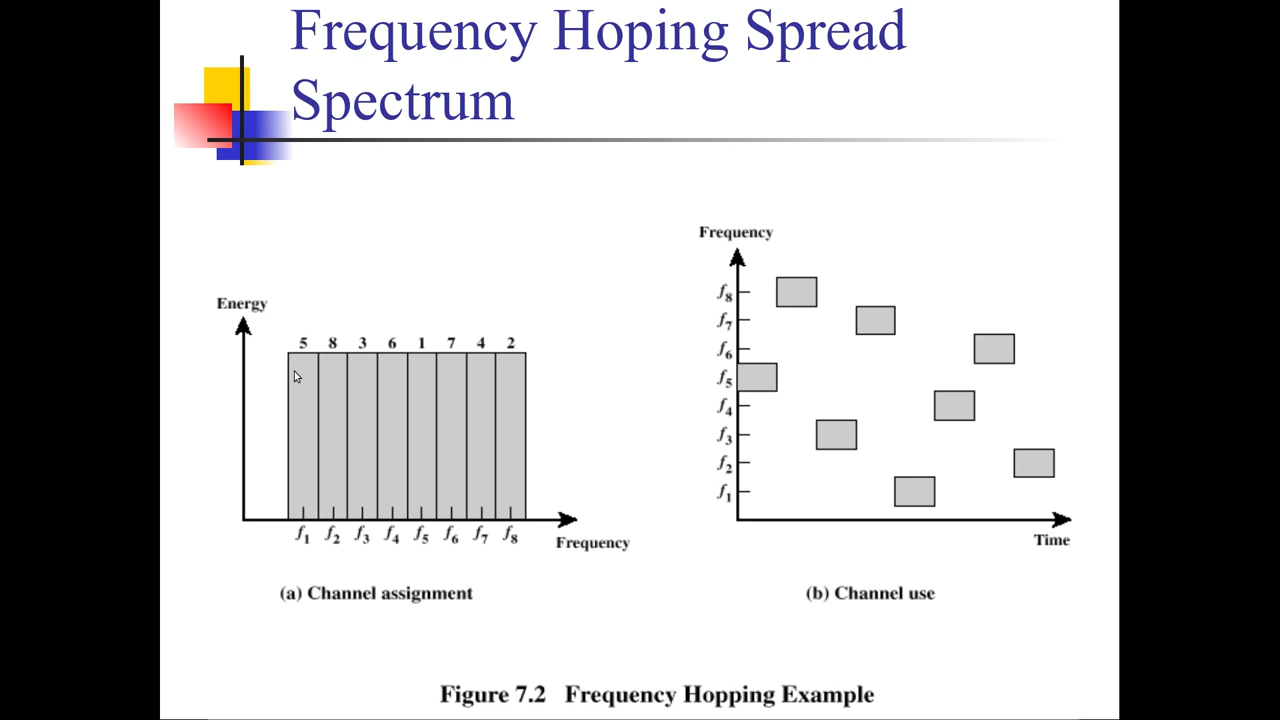 Frequency Hoping Spread
Spectrum
Energy
5 8 3 6 1 7 4 2
f1 f2 f3 f4 f5 f6 f7 f8
Frequency
(a) Channel assignment
Frequency
f8
f7
f6
f5
f4
f3
f2
f1
Time
(b) Channel use
Figure 7.2 Frequency Hopping Example